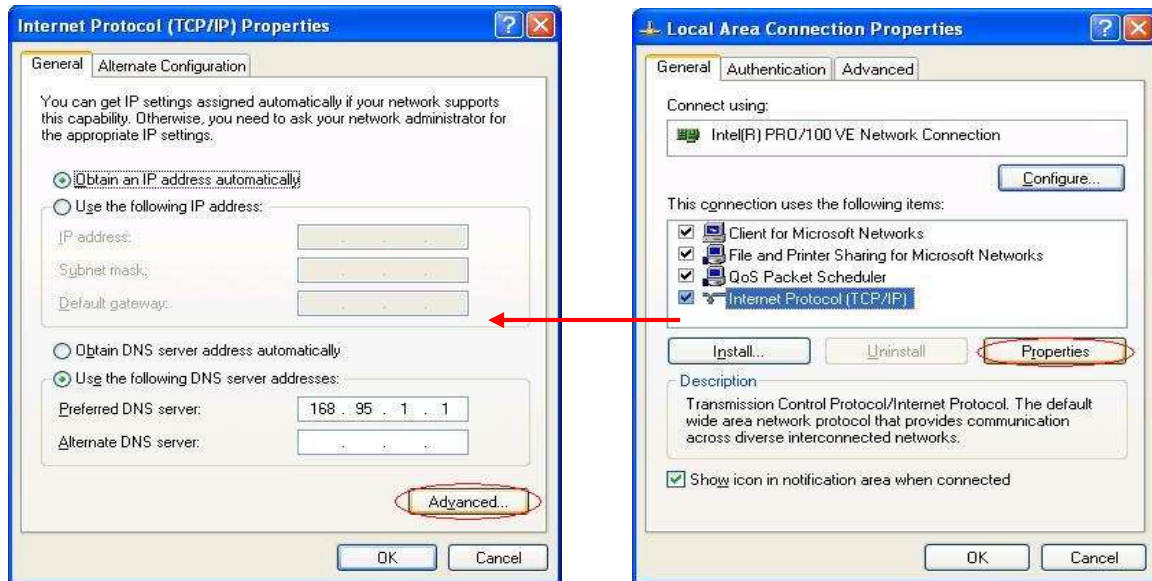 Internet Protocol (TCP/IP) Properties
General
Alternate Configuration
You can get IP settings assigned automatically if your network supports
this capability. Otherwise, you need to ask your network administrator for
the appropriate IP settings.
Obtain an IP address automatically
Use the following IP address:
IP address:
Subnet mask:
Default gateway:
Obtain DNS server address automatically
Use the following DNS server addresses:
Preferred DNS server:
168 . 95 . 1 . 1
Alternate DNS server:
Advanced...
OK
Cancel
Local Area Connection Properties
General
Authentication
Advanced
Connect using:
Intel(R) PRO/100 VE Network Connection
Configure...
This connection uses the following items:
Client for Microsoft Networks
File and Printer Sharing for Microsoft Networks
QoS Packet Scheduler
Internet Protocol (TCP/IP)
Install...
Uninstall
Properties
Description
Transmission Control Protocol/Internet Protocol. The default
wide area network protocol that provides communication
across diverse interconnected networks.
Show icon in notification area when connected
OK
Cancel